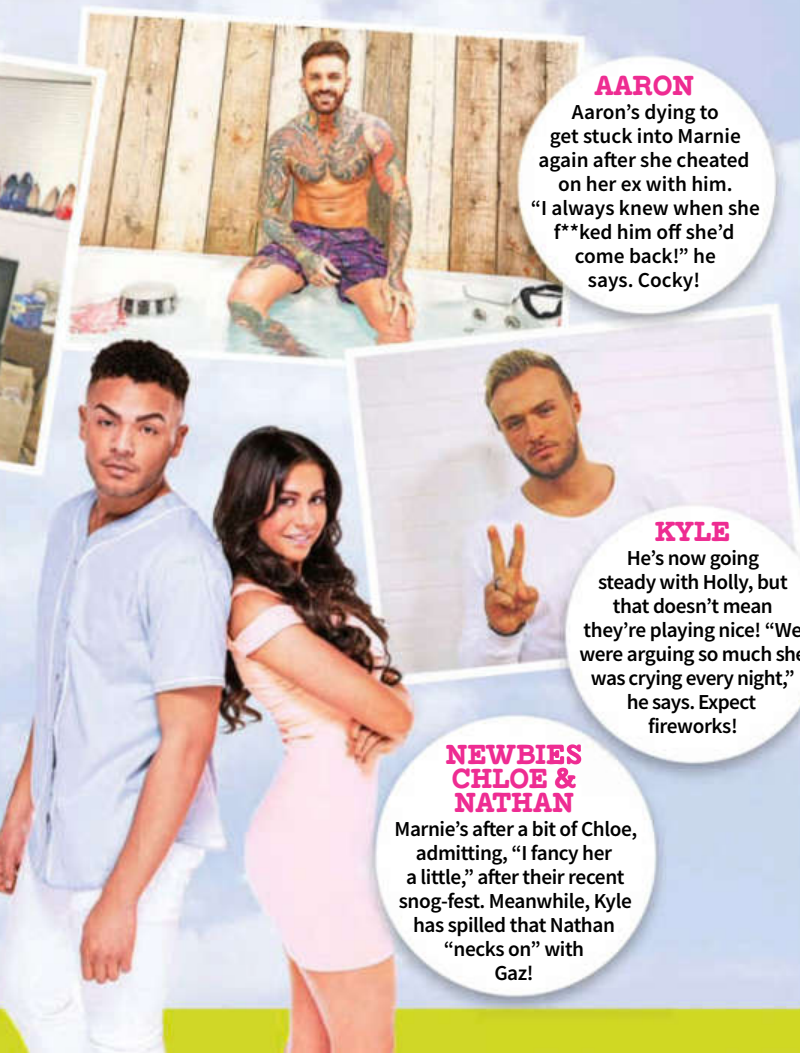 AARON
Aaron’s dying to
get stuck into Marnie
again after she cheated
on her ex with him.
“I always knew when she
f**ked him off she’d
come back!” he
says. Cocky!
KYLE
He’s now going
steady with Holly, but
that doesn’t mean
they’re playing nice! “We
were arguing so much she
was crying every night,”
he says. Expect
fireworks!
NEWBIES
CHLOE &
NATHAN
Marnie’s after a bit of Chloe,
admitting, “I fancy her
a little,” after their recent
snog-fest. Meanwhile, Kyle
has spilled that Nathan
“necks on” with
Gaz!